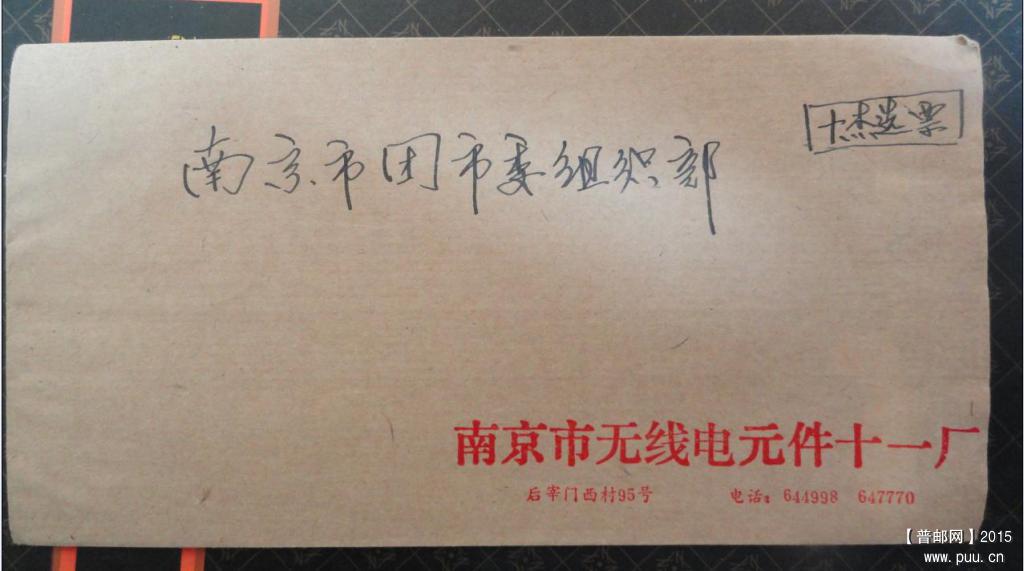 十杰选票
南京市团市委组织部
南京市无线电元件十一厂
后宰门西村95号 电话：644998 647770
【普邮网】2015
www.puu.cn